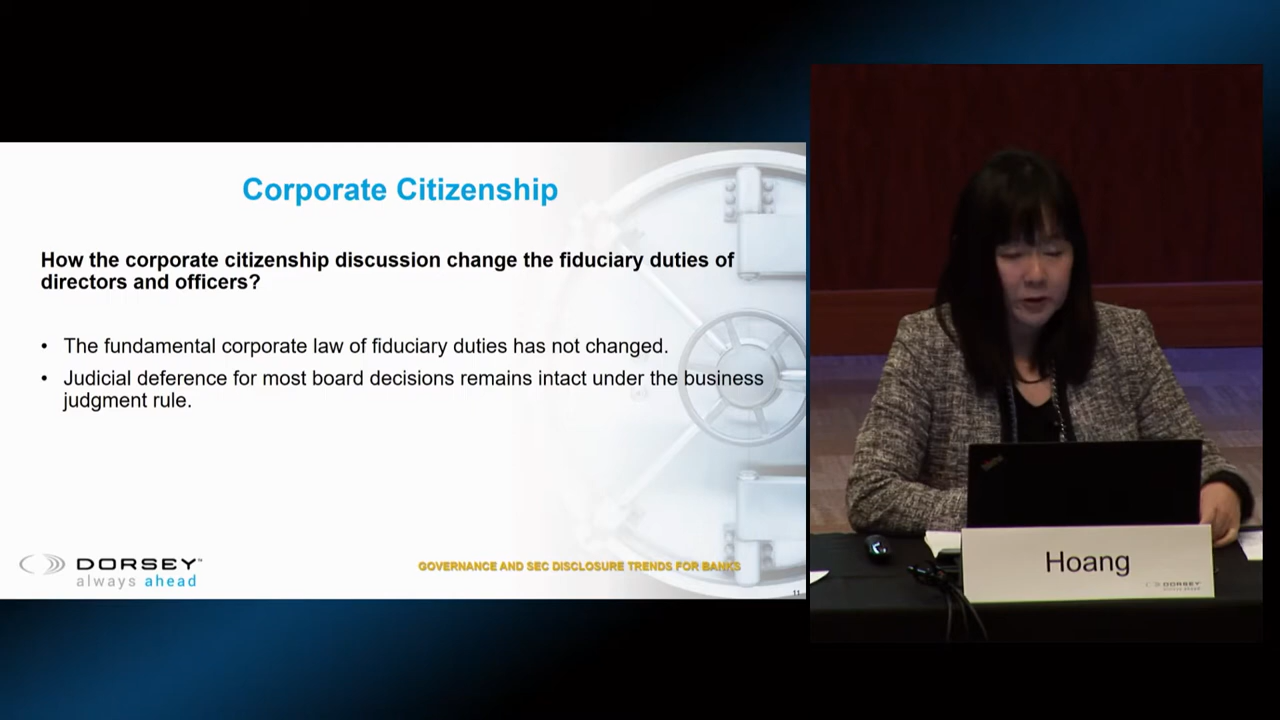 Corporate Citizenship
How the corporate citizenship discussion change the fiduciary duties of
directors and officers?
• The fundamental corporate law of fiduciary duties has not changed.
• Judicial deference for most board decisions remains intact under the business
judgment rule.
DORSEY™
always ahead
GOVERNANCE AND SEC DISCLOSURE TRENDS FOR BANKS
11
Hoang
DORSEY